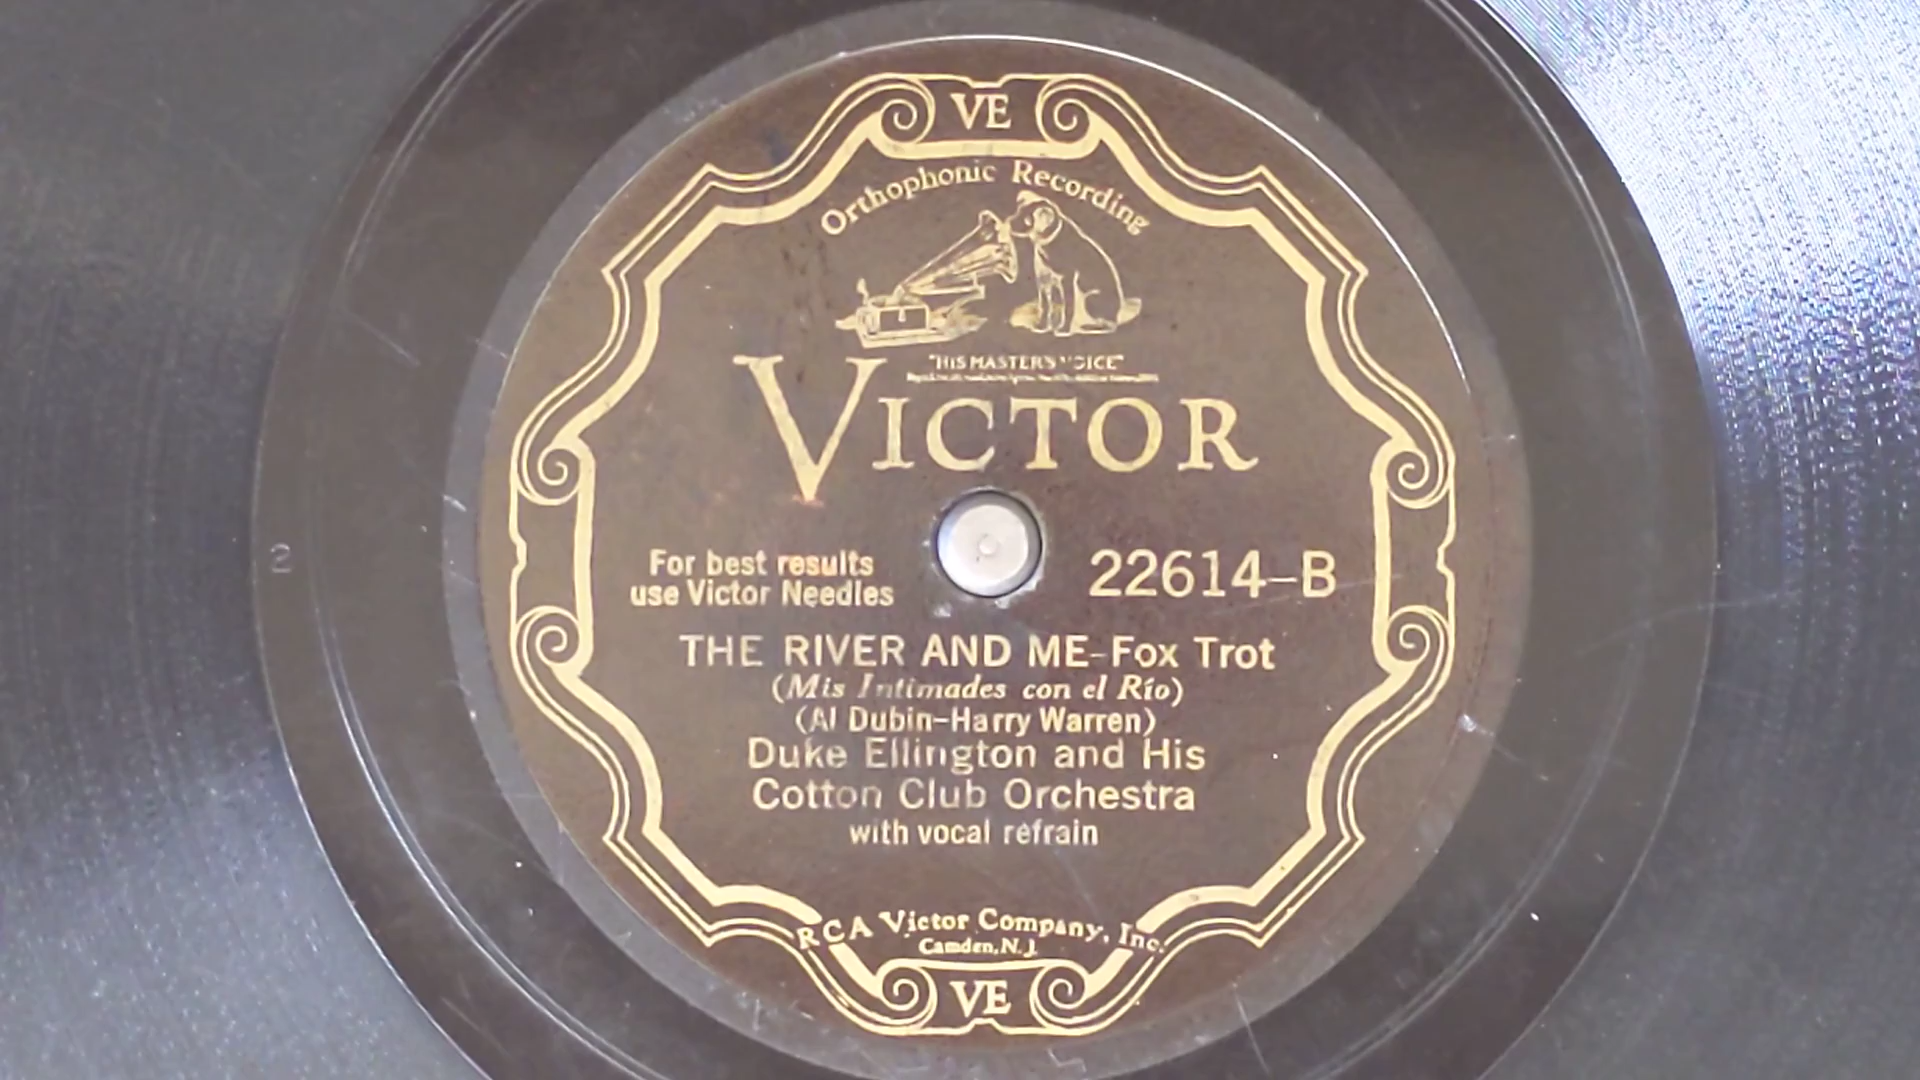 VE
Orthophonic Recording
"HIS MASTER'S VOICE"
VICTOR
For best results
use Victor Needles
22614-B
THE RIVER AND ME-Fox Trot
(Mis Intimades con el Río)
(Al Dubin-Harry Warren)
Duke Ellington and His
Cotton Club Orchestra
with vocal refrain
RCA Victor Company, Inc.
Camden, N. J.
VE
2